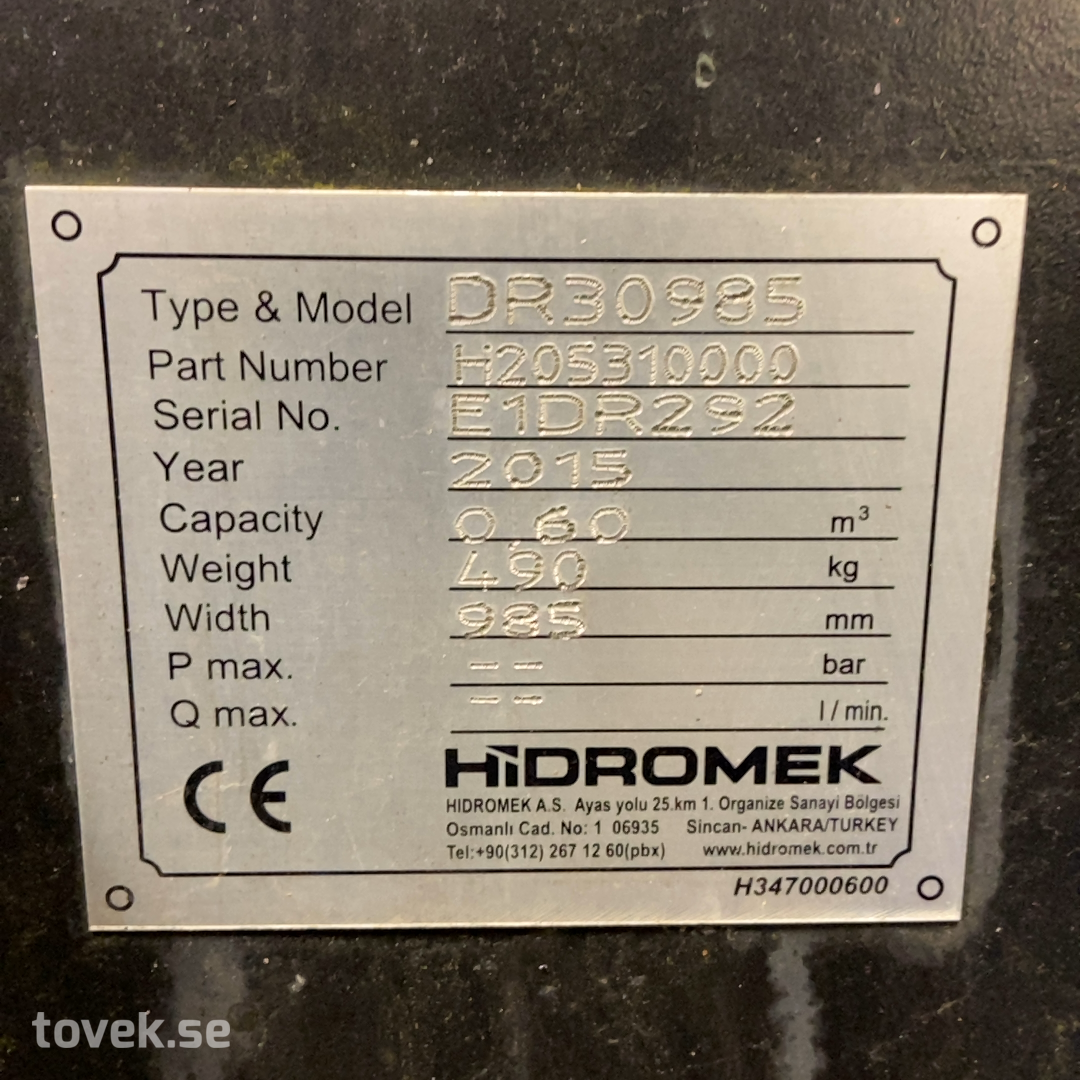 Type & Model DR30985
Part Number H205310000
Serial No. E1DR292
Year 2015
Capacity 0,60 m³
Weight 490 kg
Width 985 mm
P max. -- bar
Q max. -- l/min.
CE HİDROMEK
HIDROMEK A.S. Ayas yolu 25.km 1. Organize Sanayi Bölgesi
Osmanlı Cad. No: 1 06935 Sincan- ANKARA/TURKEY
Tel:+90(312) 267 12 60(pbx) www.hidromek.com.tr
H347000600
tovek.se